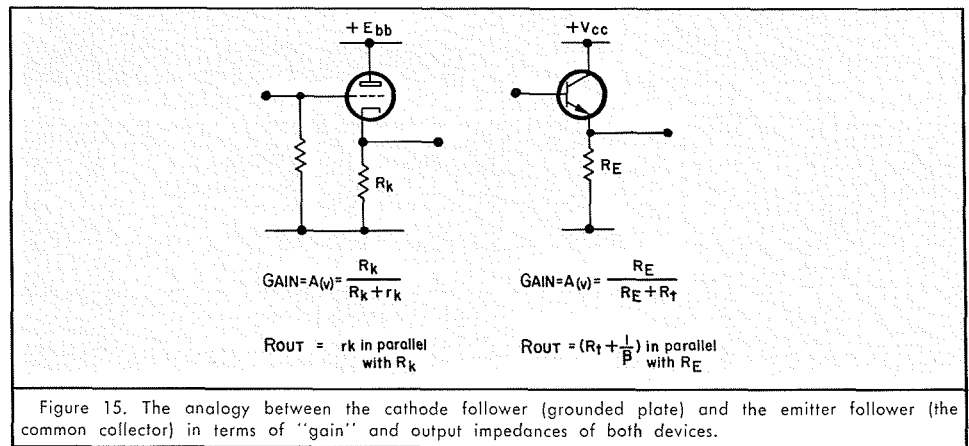 +Ebb
+Vcc
Rk
RE
GAIN=A(v)= Rk
Rk+rk
GAIN=A(v)= RE
RE+Rt
ROUT = rk in parallel
with Rk
ROUT =(Rt+1/β) in parallel
with RE
Figure 15. The analogy between the cathode follower (grounded plate) and the emitter follower (the
common collector) in terms of "gain" and output impedances of both devices.